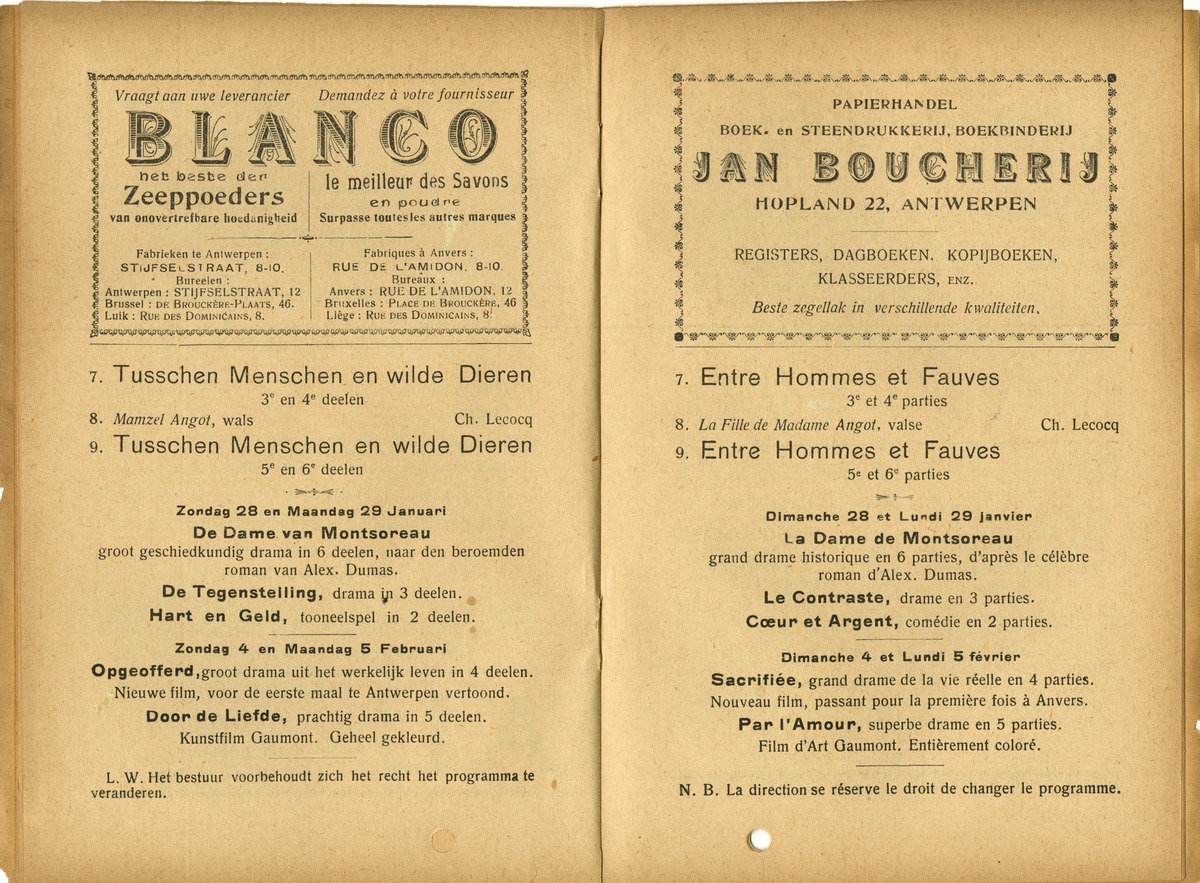 Vraagt aan uwe leverancier Demandez à votre fournisseur
BLANCO
het beste der
Zeeppoeders
van onovertrefbare hoedanigheid
le meilleur des Savons
en poudre
Surpasse toutes les autres marques
Fabrieken te Antwerpen :
STIJFSELSTRAAT, 8-10.
Bureelen :
Antwerpen : STIJFSELSTRAAT, 12
Brussel : DE BROUCKÈRE-PLAATS, 46.
Luik : RUE DES DOMINICAINS, 8.
Fabriques à Anvers :
RUE DE L'AMIDON, 8-10.
Bureaux :
Anvers : RUE DE L'AMIDON, 12
Bruxelles : PLACE DE BROUCKÈRE, 46
Liège : RUE DES DOMINICAINS, 8.
7. Tusschen Menschen en wilde Dieren
3e en 4e deelen
8. Mamzel Angot, wals Ch. Lecocq
9. Tusschen Menschen en wilde Dieren
5e en 6e deelen
Zondag 28 en Maandag 29 Januari
De Dame van Montsoreau
groot geschiedkundig drama in 6 deelen, naar den beroemden
roman van Alex. Dumas.
De Tegenstelling, drama in 3 deelen.
Hart en Geld, tooneelspel in 2 deelen.
Zondag 4 en Maandag 5 Februari
Opgeofferd, groot drama uit het werkelijk leven in 4 deelen.
Nieuwe film, voor de eerste maal te Antwerpen vertoond.
Door de Liefde, prachtig drama in 5 deelen.
Kunstfilm Gaumont. Geheel gekleurd.
L. W. Het bestuur voorbehoudt zich het recht het programma te
veranderen.
PAPIERHANDEL
BOEK- en STEENDRUKKERIJ, BOEKBINDERIJ
JAN BOUCHERIJ
HOPLAND 22, ANTWERPEN
REGISTERS, DAGBOEKEN, KOPIJBOEKEN,
KLASSEERDERS, ENZ.
Beste zegellak in verschillende kwaliteiten.
7. Entre Hommes et Fauves
3e et 4e parties
8. La Fille de Madame Angot, valse Ch. Lecocq
9. Entre Hommes et Fauves
5e et 6e parties
Dimanche 28 et Lundi 29 janvier
La Dame de Montsoreau
grand drame historique en 6 parties, d'après le célèbre
roman d'Alex. Dumas.
Le Contraste, drame en 3 parties.
Cœur et Argent, comédie en 2 parties.
Dimanche 4 et Lundi 5 février
Sacrifiée, grand drame de la vie réelle en 4 parties.
Nouveau film, passant pour la première fois à Anvers.
Par l'Amour, superbe drame en 5 parties.
Film d'Art Gaumont. Entièrement coloré.
N. B. La direction se réserve le droit de changer le programme.